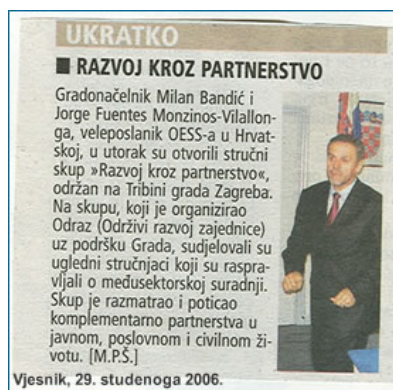 UKRATKO
■ RAZVOJ KROZ PARTNERSTVO
Gradonačelnik Milan Bandić i
Jorge Fuentes Monzinos-Vilallon-
ga, veleposlanik OESS-a u Hrvat-
skoj, u utorak su otvorili stručni
skup »Razvoj kroz partnerstvo«,
održan na Tribini grada Zagreba.
Na skupu, koji je organizirao
Odraz (Održivi razvoj zajednice)
uz podršku Grada, sudjelovali su
ugledni stručnjaci koji su raspra-
vljali o međusektorskoj suradnji.
Skup je razmatrao i poticao
komplementarno partnerstva u
javnom, poslovnom i civilnom ži-
votu. [M.P.Š.]
Vjesnik, 29. studenoga 2006.